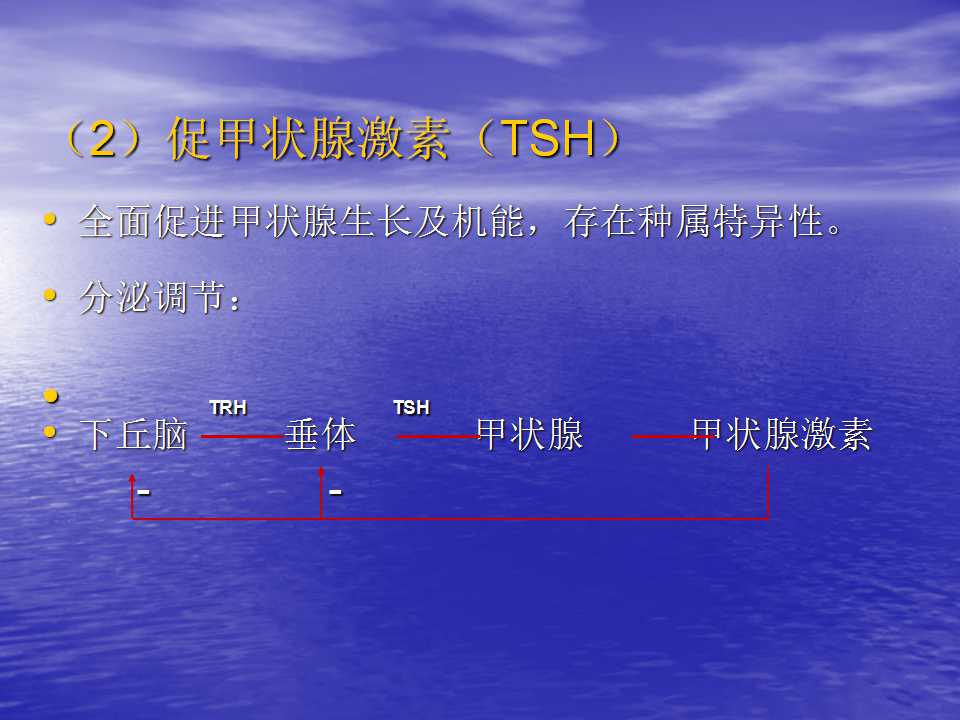 （2）促甲状腺激素（TSH）
• 全面促进甲状腺生长及机能，存在种属特异性。
• 分泌调节：
•
TRH TSH
• 下丘脑 垂体 甲状腺 甲状腺激素
- -